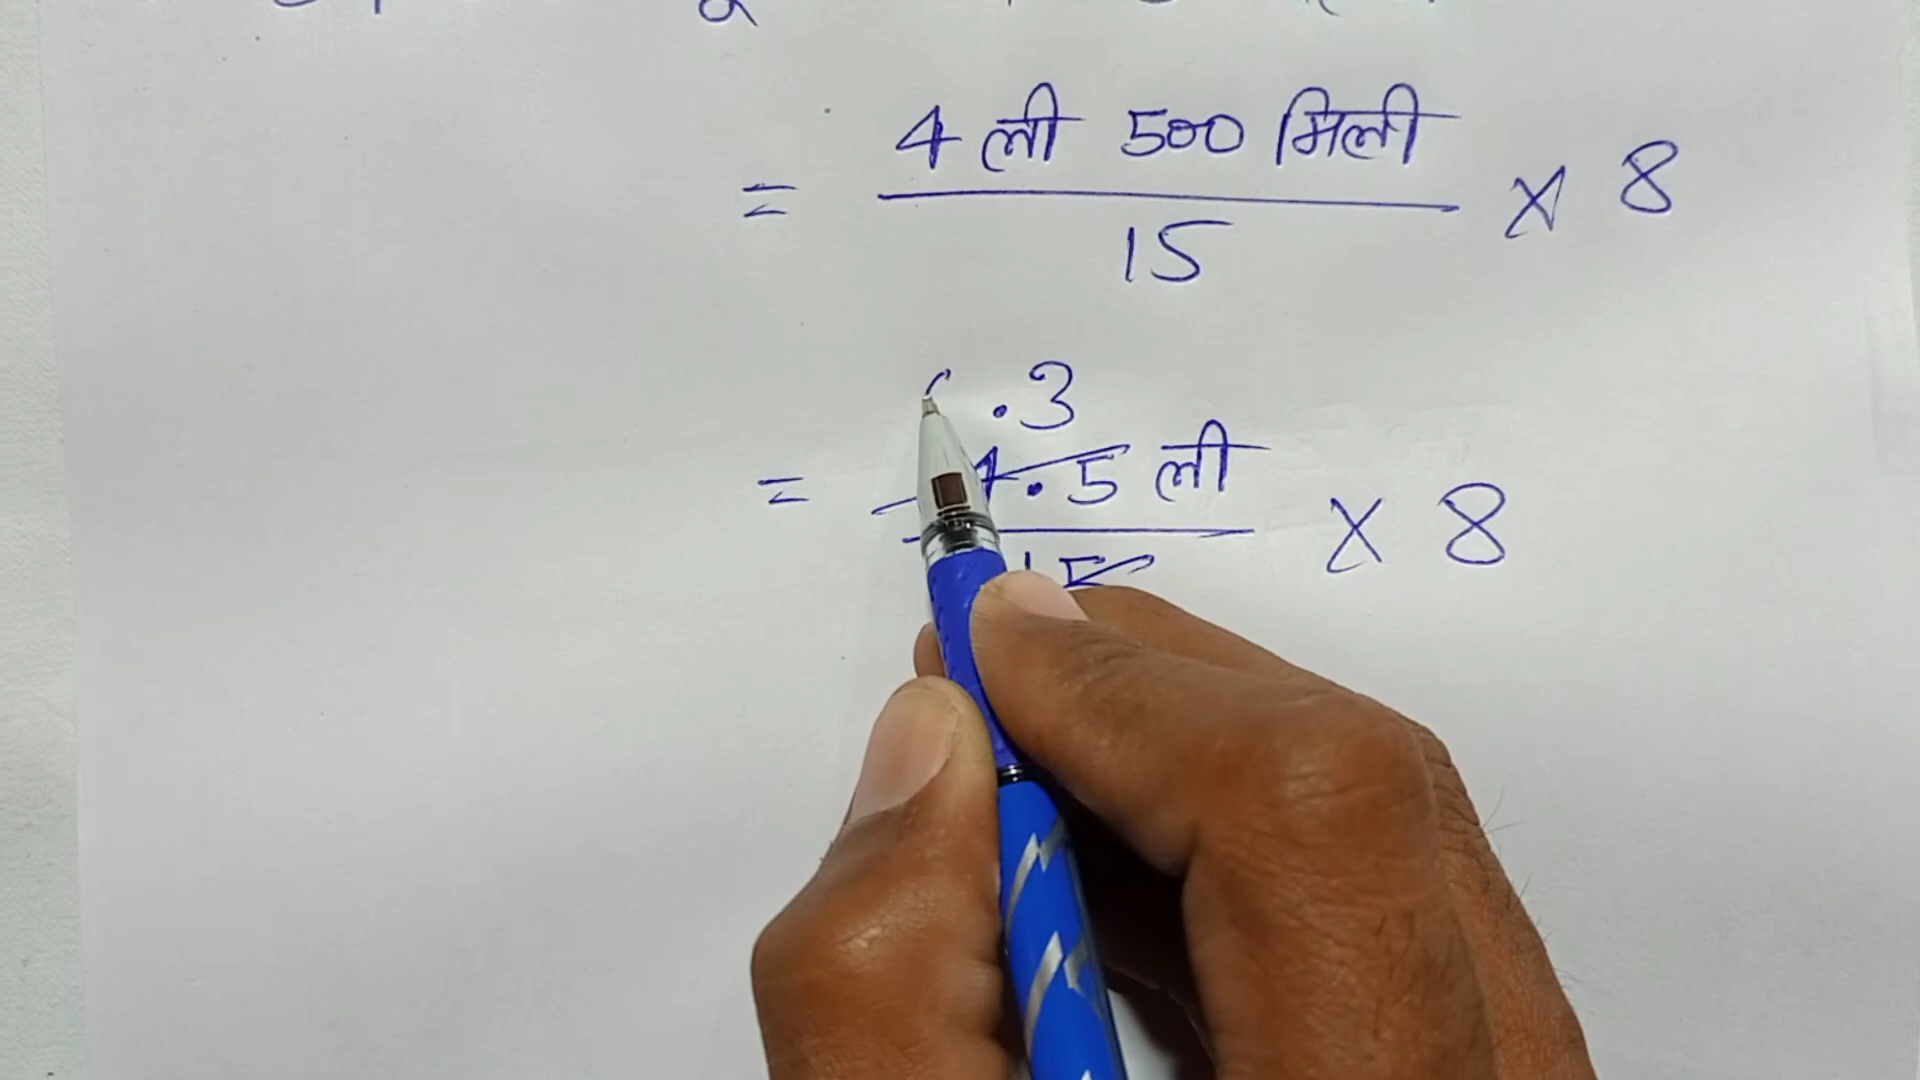 = 4 ली 500 मिली × 8
15
.3
= 4.5 ली × 8
15